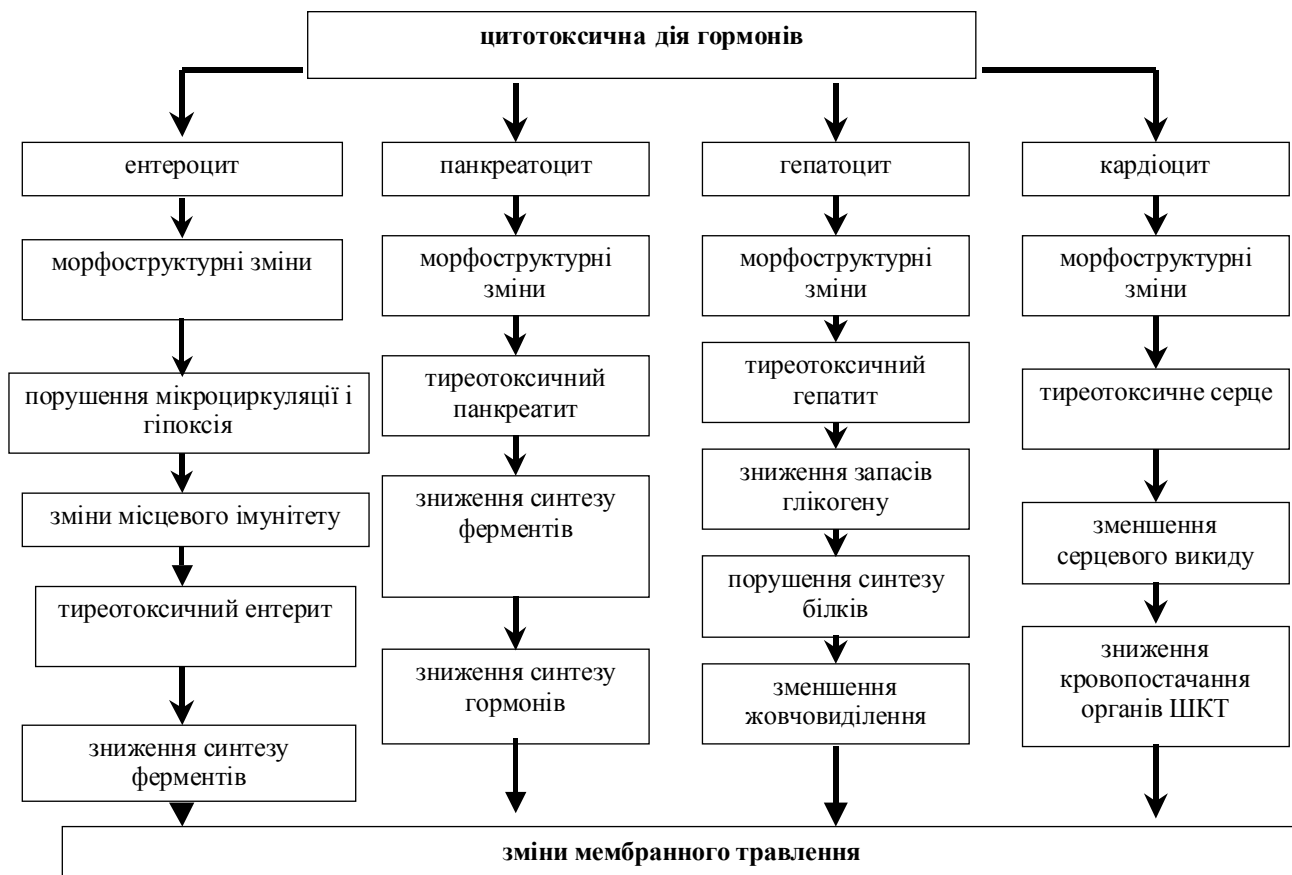 цитотоксична дія гормонів
ентероцит
панкреатоцит
гепатоцит
кардіоцит
морфоструктурні зміни
морфоструктурні
зміни
морфоструктурні
зміни
морфоструктурні
зміни
порушення мікроциркуляції і
гіпоксія
тиреотоксичний
панкреатит
тиреотоксичний
гепатит
тиреотоксичне серце
зміни місцевого імунітету
зниження синтезу
ферментів
зниження запасів
глікогену
зменшення
серцевого викиду
тиреотоксичний ентерит
порушення синтезу
білків
зниження синтезу
гормонів
зменшення
жовчовиділення
зниження
кровопостачання
органів ШКТ
зниження синтезу
ферментів
зміни мембранного травлення